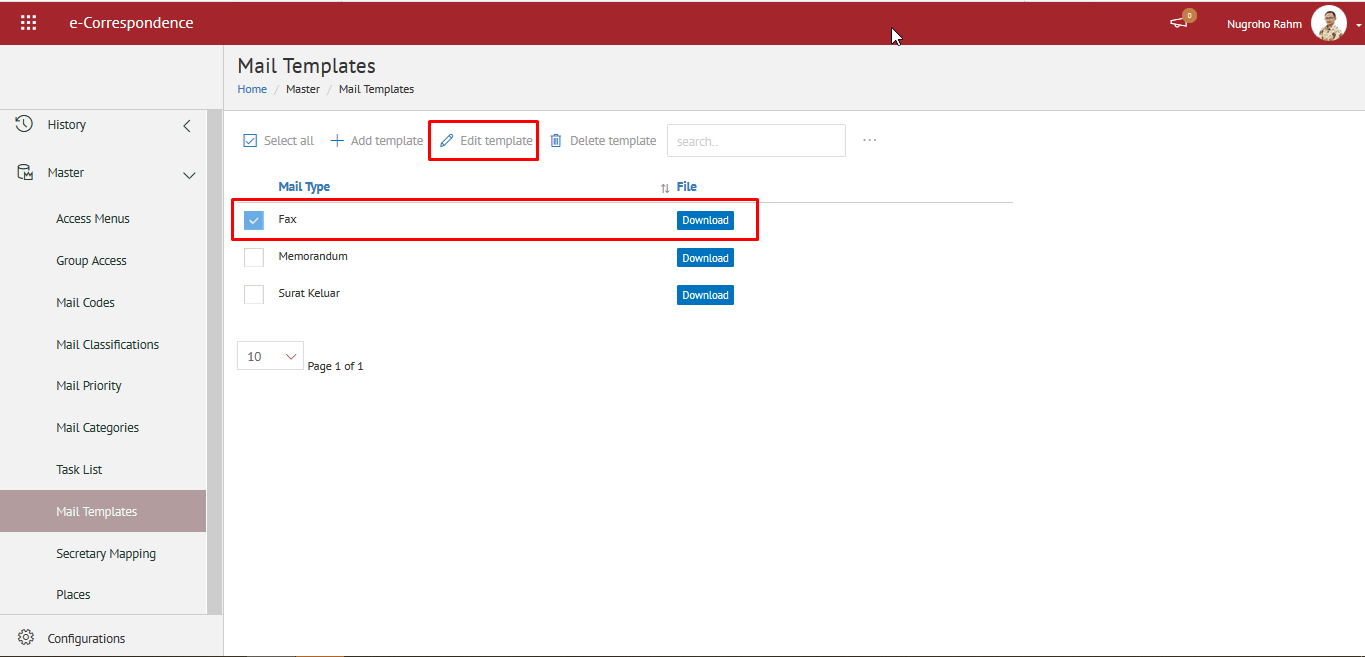 e-Correspondence
0
Nugroho Rahm
Mail Templates
Home / Master / Mail Templates
History
Master
Access Menus
Group Access
Mail Codes
Mail Classifications
Mail Priority
Mail Categories
Task List
Mail Templates
Secretary Mapping
Places
Configurations
Select all Add template Edit template Delete template search.. ...
Mail Type File
Fax Download
Memorandum Download
Surat Keluar Download
10 Page 1 of 1